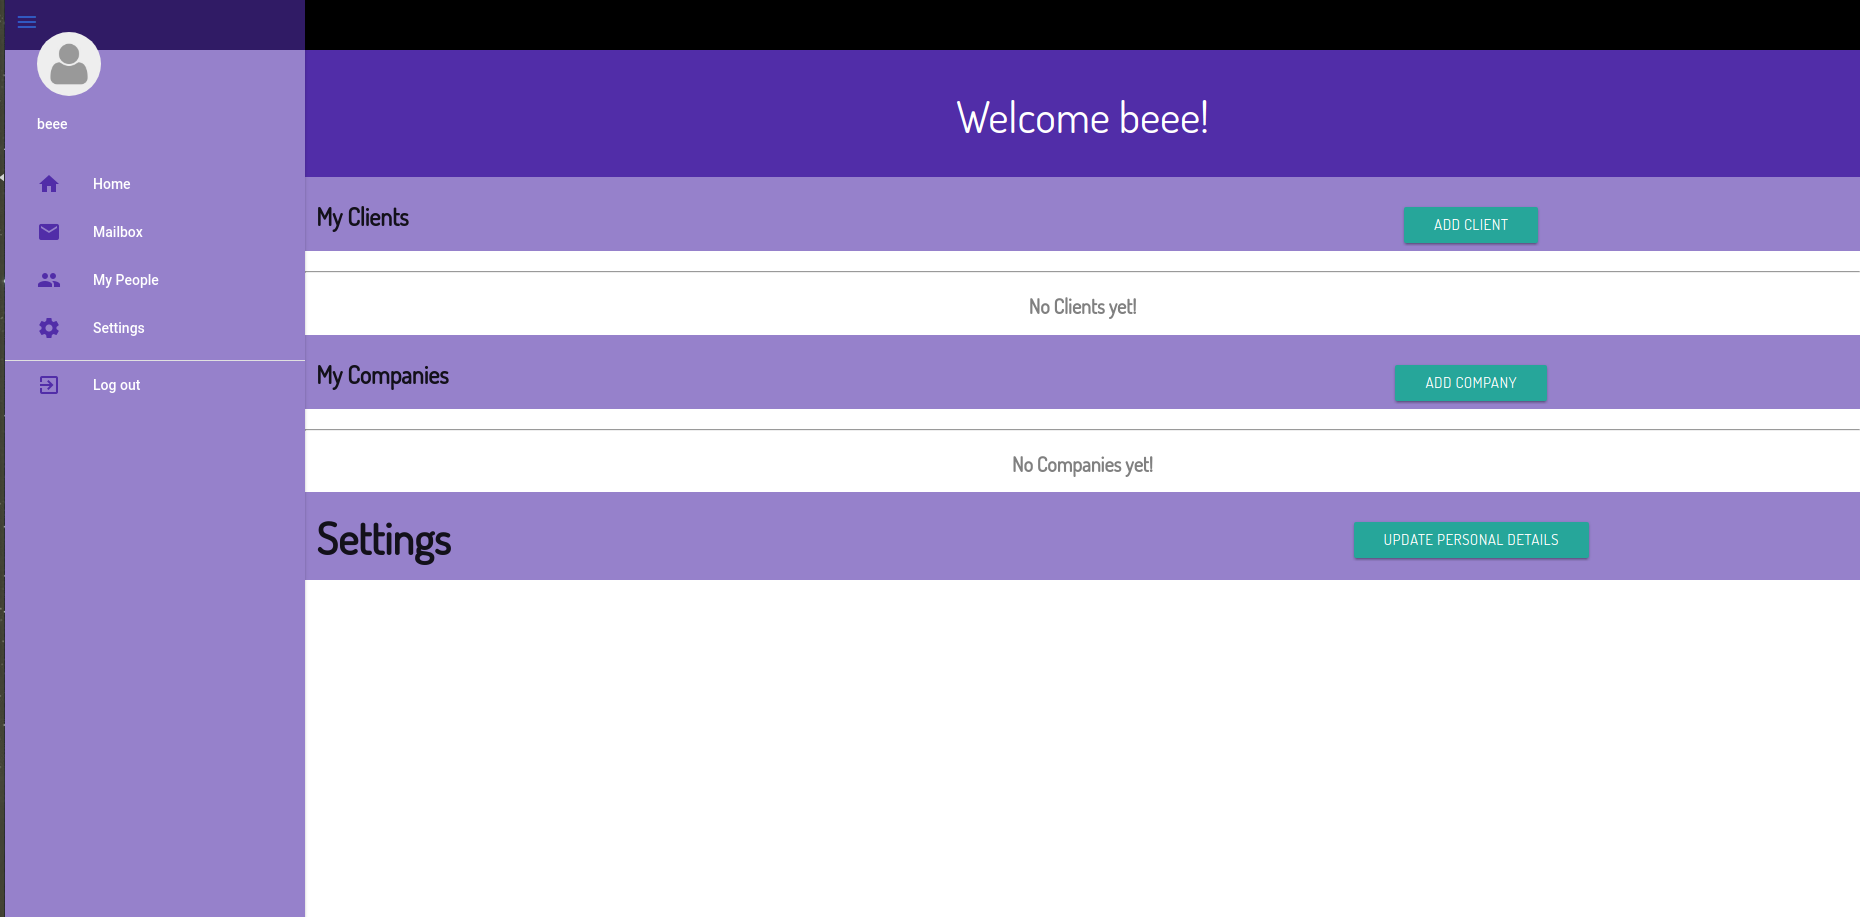 beee
Home
Mailbox
My People
Settings
Log out
Welcome beee!
My Clients
ADD CLIENT
No Clients yet!
My Companies
ADD COMPANY
No Companies yet!
Settings
UPDATE PERSONAL DETAILS